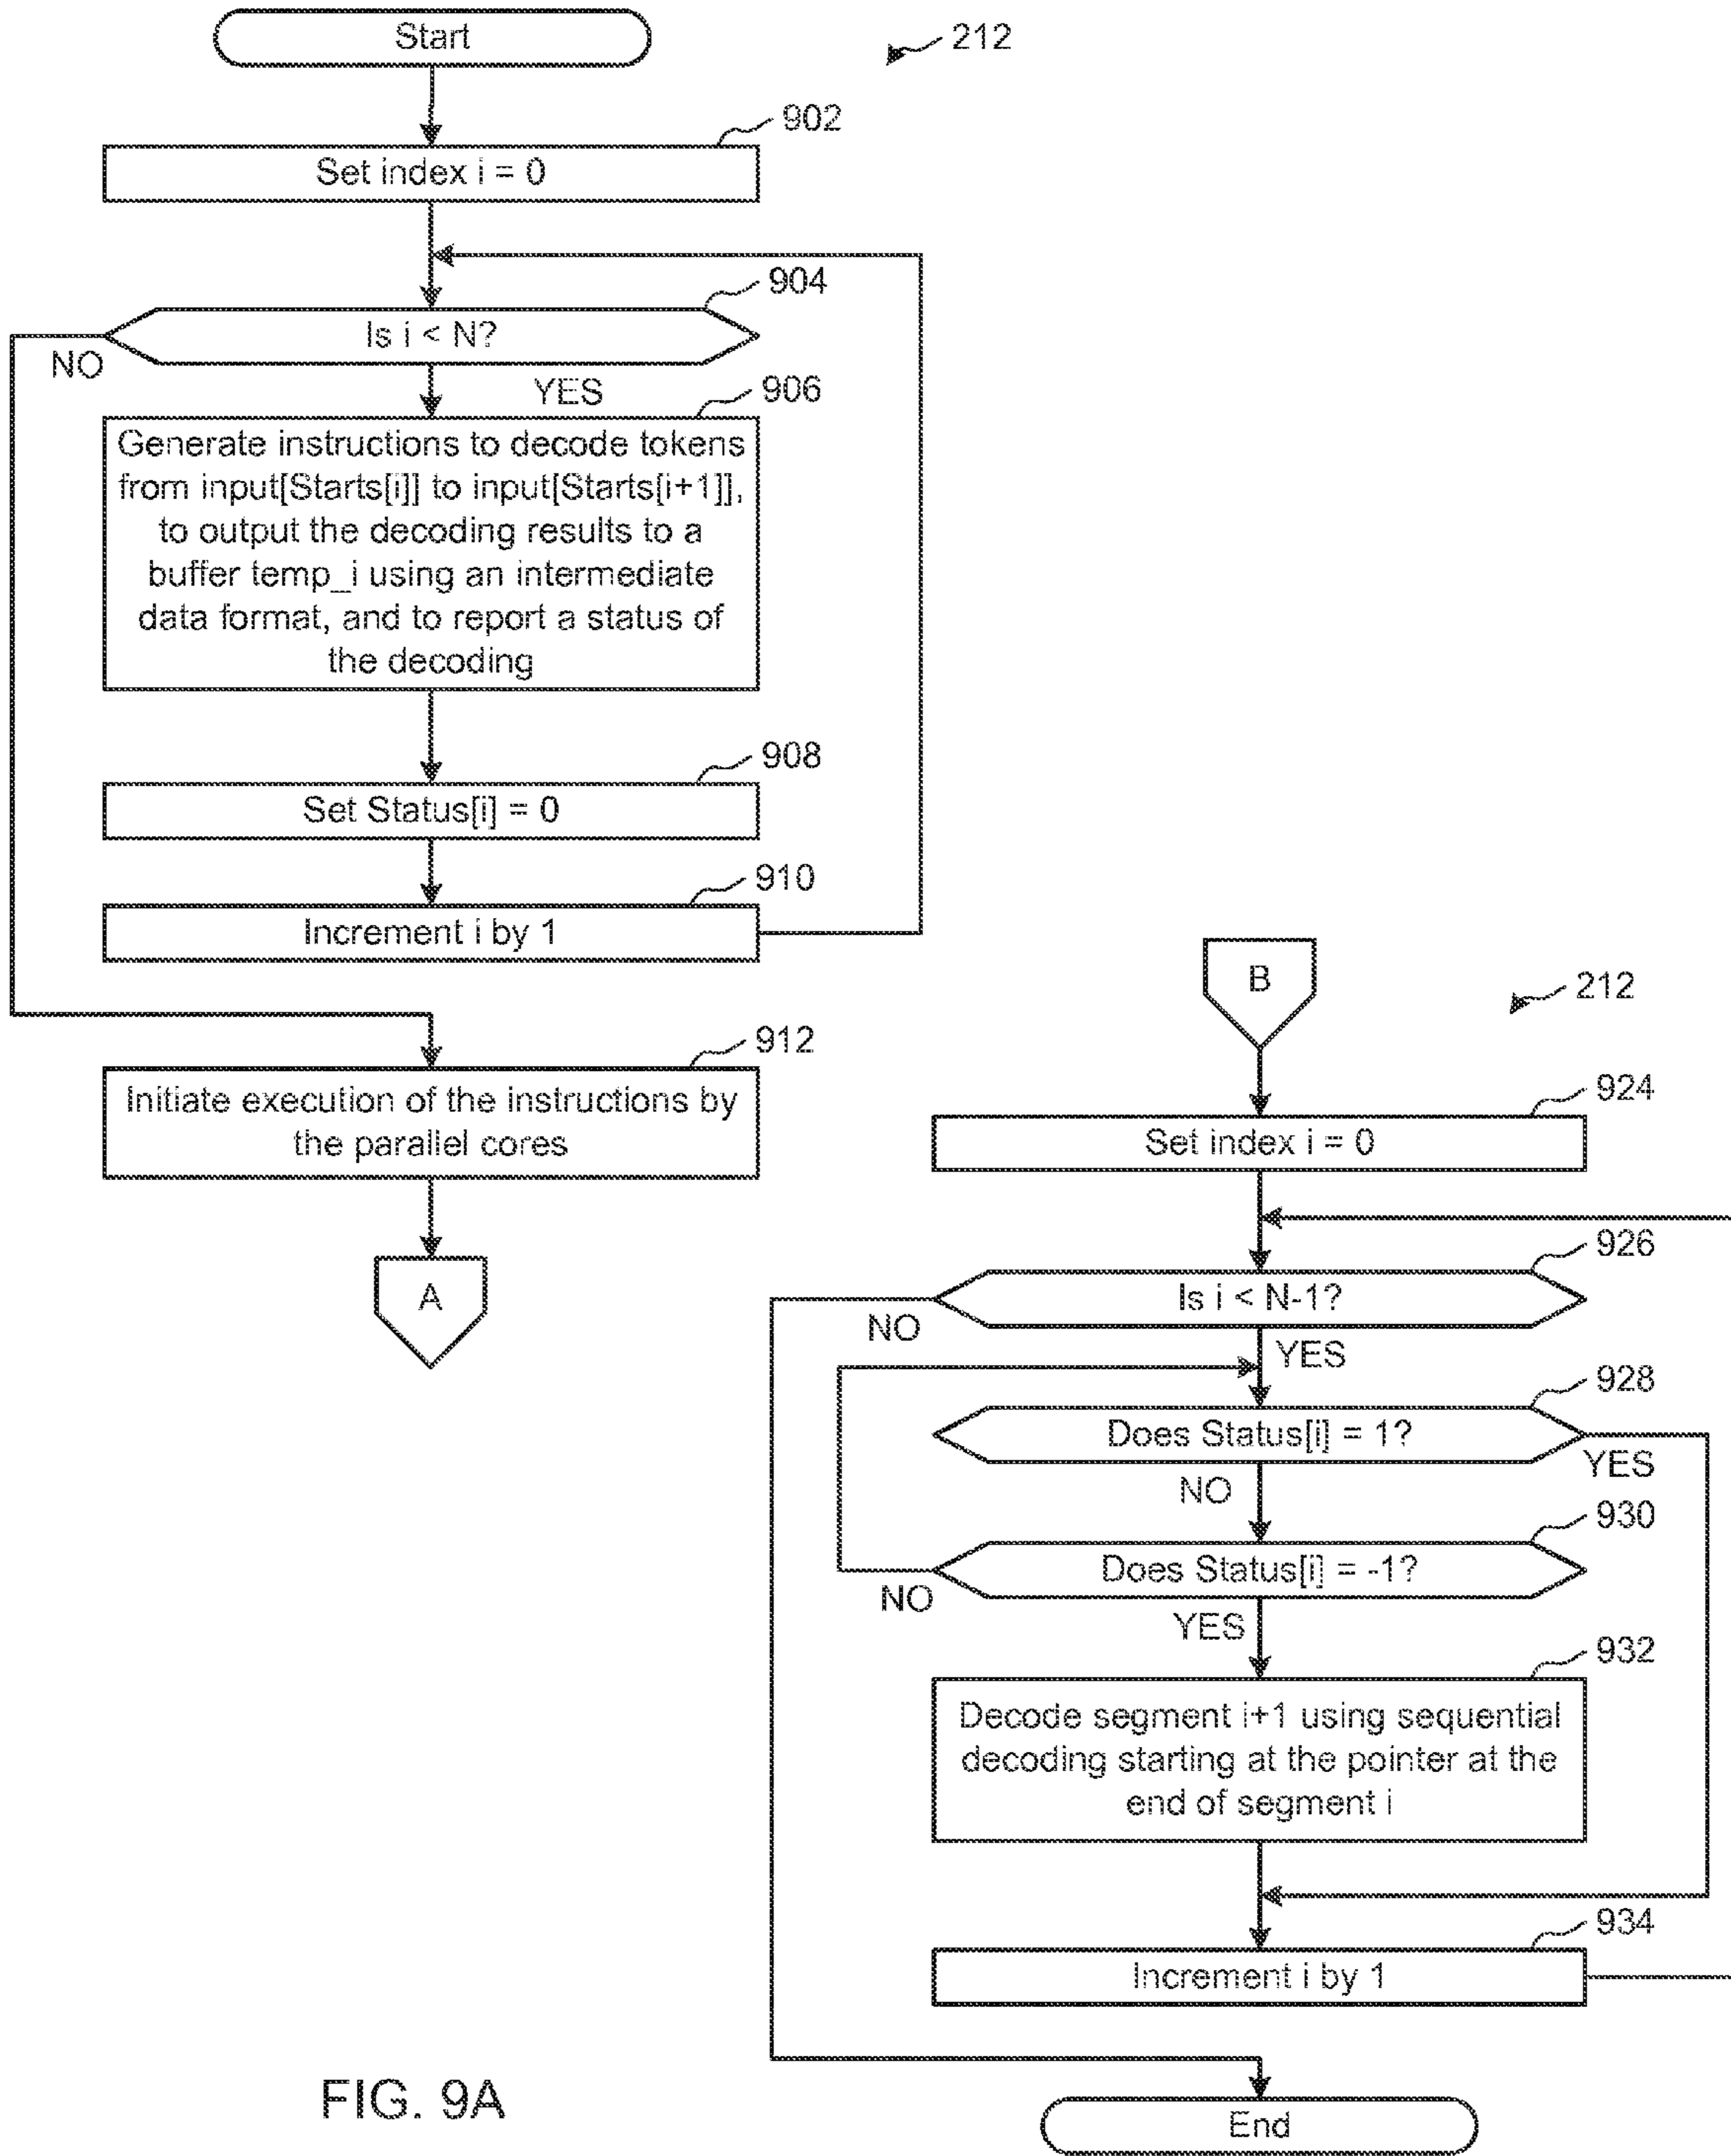 Start
212
902
Set index i = 0
904
Is i < N?
NO
YES
906
Generate instructions to decode tokens
from input[Starts[i]] to input[Starts[i+1]],
to output the decoding results to a
buffer temp_i using an intermediate
data format, and to report a status of
the decoding
908
Set Status[i] = 0
910
Increment i by 1
912
Initiate execution of the instructions by
the parallel cores
A
FIG. 9A
B
212
924
Set index i = 0
926
Is i < N-1?
NO
YES
928
Does Status[i] = 1?
YES
NO
930
Does Status[i] = -1?
NO
YES
932
Decode segment i+1 using sequential
decoding starting at the pointer at the
end of segment i
934
Increment i by 1
End